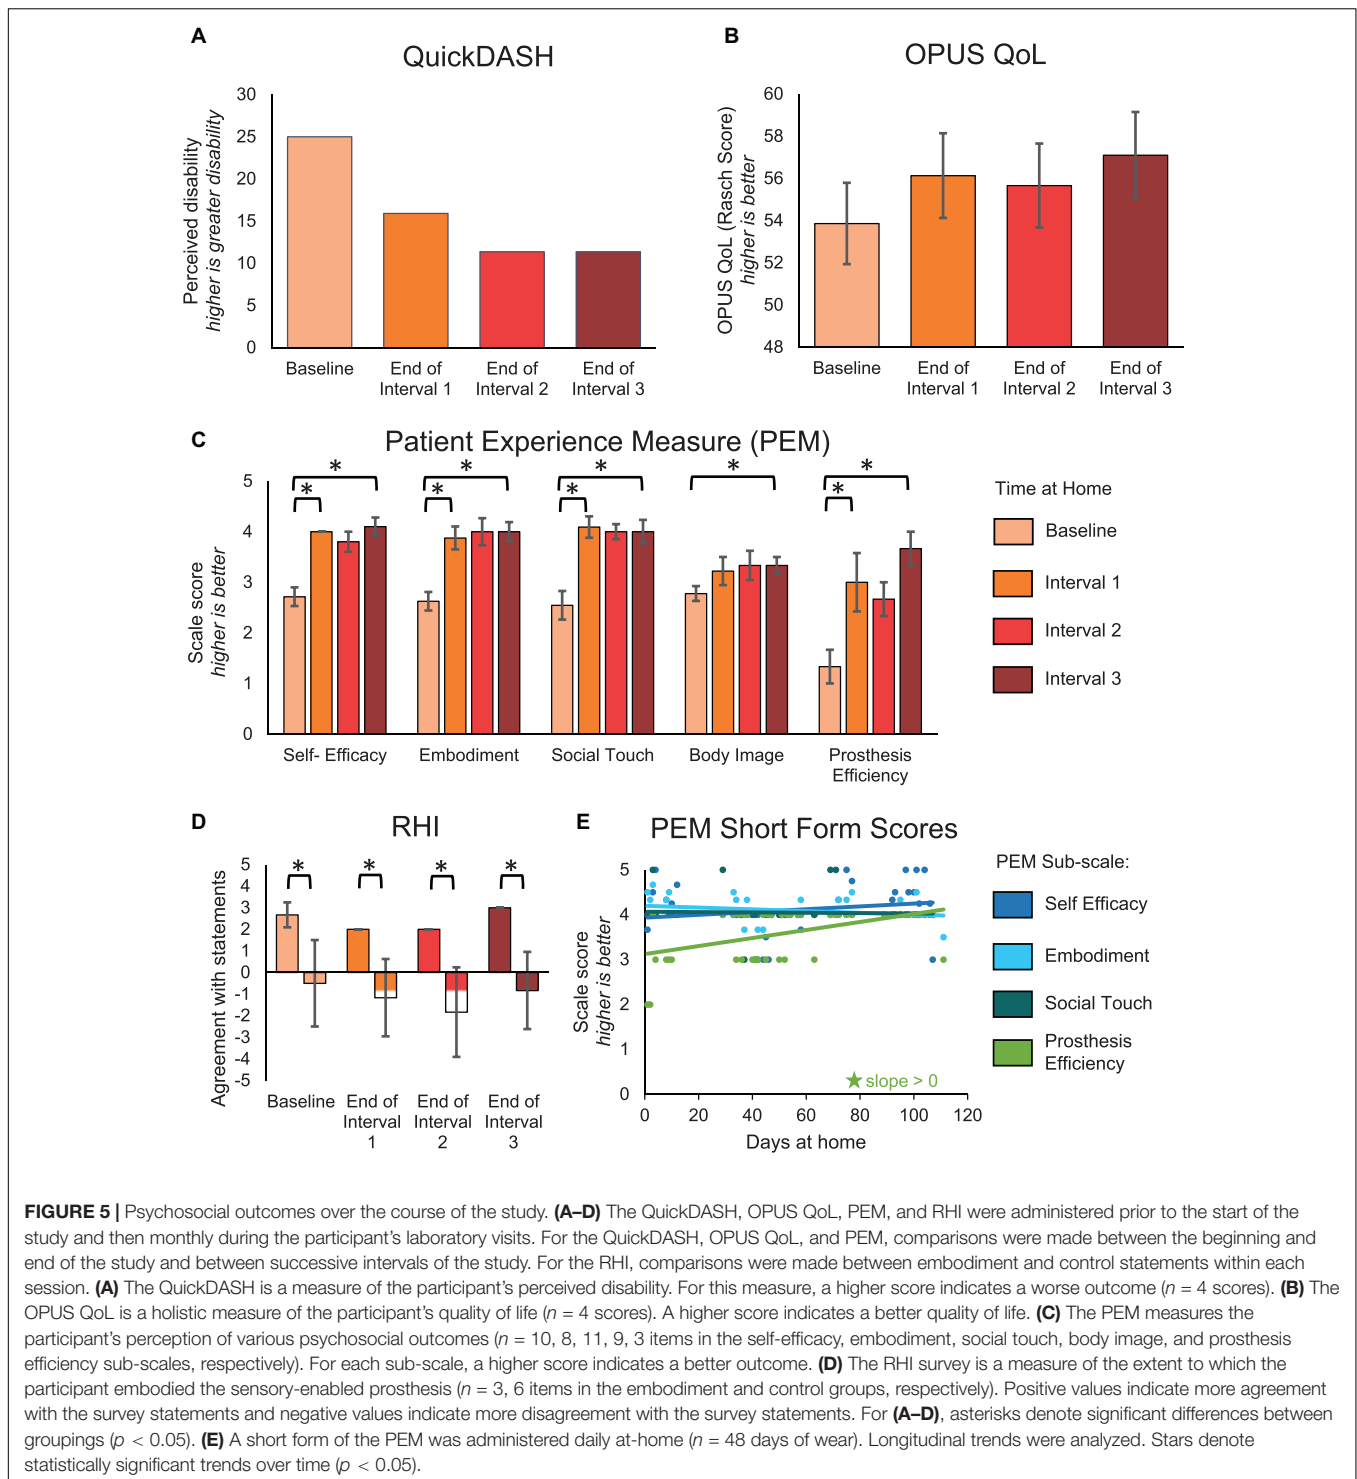 A
QuickDASH
Perceived disability
higher is greater disability
30
25
20
15
10
5
0
Baseline
End of Interval 1
End of Interval 2
End of Interval 3
B
OPUS QoL
OPUS QoL (Rasch Score)
higher is better
60
58
56
54
52
50
48
Baseline
End of Interval 1
End of Interval 2
End of Interval 3
C
Patient Experience Measure (PEM)
Scale score
higher is better
5
4
3
2
1
0
* * * * * * * * *
Self- Efficacy
Embodiment
Social Touch
Body Image
Prosthesis Efficiency
Time at Home
Baseline
Interval 1
Interval 2
Interval 3
D
RHI
Agreement with statements
5
4
3
2
1
0
-1
-2
-3
-4
-5
* * * *
Baseline
End of Interval 1
End of Interval 2
End of Interval 3
E
PEM Short Form Scores
Scale score
higher is better
5
4
3
2
1
0
★ slope > 0
0 20 40 60 80 100 120
Days at home
PEM Sub-scale:
Self Efficacy
Embodiment
Social Touch
Prosthesis Efficiency
FIGURE 5 | Psychosocial outcomes over the course of the study. (A–D) The QuickDASH, OPUS QoL, PEM, and RHI were administered prior to the start of the
study and then monthly during the participant's laboratory visits. For the QuickDASH, OPUS QoL, and PEM, comparisons were made between the beginning and
end of the study and between successive intervals of the study. For the RHI, comparisons were made between embodiment and control statements within each
session. (A) The QuickDASH is a measure of the participant's perceived disability. For this measure, a higher score indicates a worse outcome (n = 4 scores). (B) The
OPUS QoL is a holistic measure of the participant's quality of life (n = 4 scores). A higher score indicates a better quality of life. (C) The PEM measures the
participant's perception of various psychosocial outcomes (n = 10, 8, 11, 9, 3 items in the self-efficacy, embodiment, social touch, body image, and prosthesis
efficiency sub-scales, respectively). For each sub-scale, a higher score indicates a better outcome. (D) The RHI survey is a measure of the extent to which the
participant embodied the sensory-enabled prosthesis (n = 3, 6 items in the embodiment and control groups, respectively). Positive values indicate more agreement
with the survey statements and negative values indicate more disagreement with the survey statements. For (A–D), asterisks denote significant differences between
groupings (p < 0.05). (E) A short form of the PEM was administered daily at-home (n = 48 days of wear). Longitudinal trends were analyzed. Stars denote
statistically significant trends over time (p < 0.05).